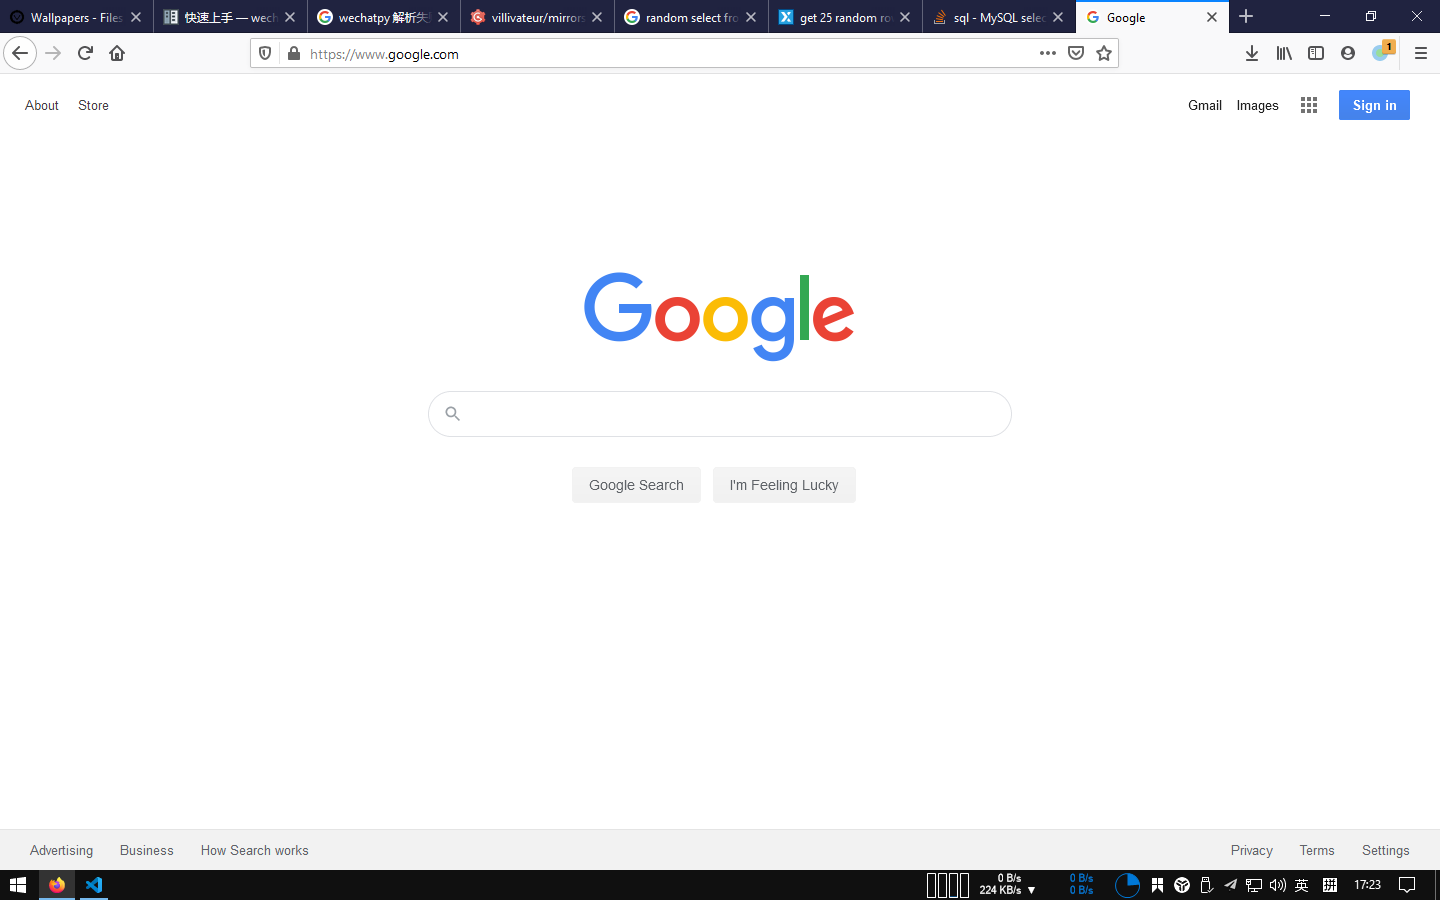 Wallpapers - Files
快速上手 — wech
wechatpy 解析失
villivateur/mirrors
random select fro
get 25 random ro
sql - MySQL selec
Google
https://www.google.com
1
About
Store
Gmail
Images
Sign in
Google
Google Search
I'm Feeling Lucky
Advertising
Business
How Search works
Privacy
Terms
Settings
0 B/s
224 KB/s ▼
0 B/s
0 B/s
英
拼
17:23